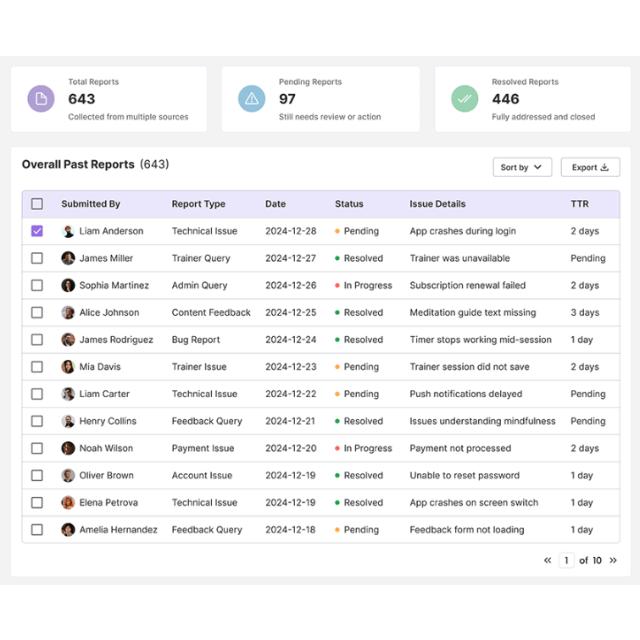 Total Reports
643
Collected from multiple sources
Pending Reports
97
Still needs review or action
Resolved Reports
446
Fully addressed and closed
Overall Past Reports (643)
Sort by
Export
Submitted By Report Type Date Status Issue Details TTR
Liam Anderson Technical Issue 2024-12-28 Pending App crashes during login 2 days
James Miller Trainer Query 2024-12-27 Resolved Trainer was unavailable Pending
Sophia Martinez Admin Query 2024-12-26 In Progress Subscription renewal failed 2 days
Alice Johnson Content Feedback 2024-12-25 Resolved Meditation guide text missing 3 days
James Rodriguez Bug Report 2024-12-24 Resolved Timer stops working mid-session 1 day
Mia Davis Trainer Issue 2024-12-23 Pending Trainer session did not save 2 days
Liam Carter Technical Issue 2024-12-22 Pending Push notifications delayed Pending
Henry Collins Feedback Query 2024-12-21 Resolved Issues understanding mindfulness Pending
Noah Wilson Payment Issue 2024-12-20 In Progress Payment not processed 2 days
Oliver Brown Account Issue 2024-12-19 Resolved Unable to reset password 1 day
Elena Petrova Technical Issue 2024-12-19 Resolved App crashes on screen switch 1 day
Amelia Hernandez Feedback Query 2024-12-18 Pending Feedback form not loading 1 day
« 1 of 10 »